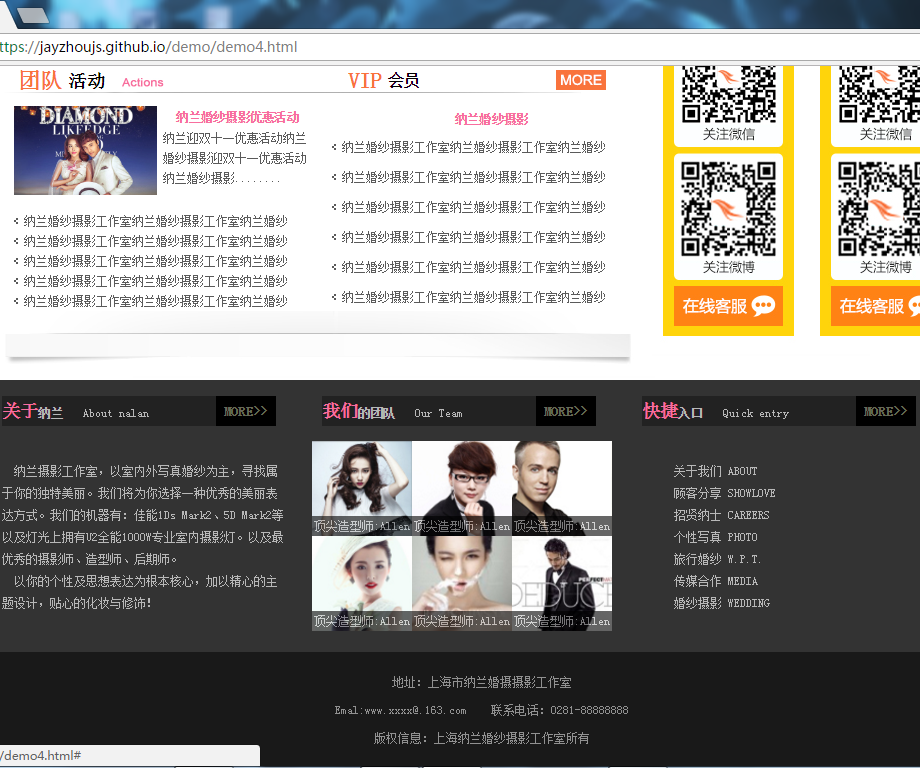 ttps://jayzhoujs.github.io/demo/demo4.html
团队 活动 Actions
VIP 会员 MORE
DIAMOND
纳兰婚纱摄影优惠活动
纳兰迎双十一优惠活动纳兰
婚纱摄影迎双十一优惠活动
纳兰婚纱摄影........
纳兰婚纱摄影工作室纳兰婚纱摄影工作室纳兰婚纱
纳兰婚纱摄影工作室纳兰婚纱摄影工作室纳兰婚纱
纳兰婚纱摄影工作室纳兰婚纱摄影工作室纳兰婚纱
纳兰婚纱摄影工作室纳兰婚纱摄影工作室纳兰婚纱
纳兰婚纱摄影工作室纳兰婚纱摄影工作室纳兰婚纱
纳兰婚纱摄影
纳兰婚纱摄影工作室纳兰婚纱摄影工作室纳兰婚纱
纳兰婚纱摄影工作室纳兰婚纱摄影工作室纳兰婚纱
纳兰婚纱摄影工作室纳兰婚纱摄影工作室纳兰婚纱
纳兰婚纱摄影工作室纳兰婚纱摄影工作室纳兰婚纱
纳兰婚纱摄影工作室纳兰婚纱摄影工作室纳兰婚纱
纳兰婚纱摄影工作室纳兰婚纱摄影工作室纳兰婚纱
关注微信
关注微博
在线客服
关注微信
关注微博
在线客服
关于纳兰 About nalan MORE>>
纳兰摄影工作室，以室内外写真婚纱为主，寻找属
于你的独特美丽。我们将为你选择一种优秀的美丽表
达方式。我们的机器有：佳能1Ds Mark2、5D Mark2等
以及灯光上拥有U2全能1000W专业室内摄影灯。以及最
优秀的摄影师、造型师、后期师。
以你的个性及思想表达为根本核心，加以精心的主
题设计，贴心的化妆与修饰！
我们的团队 Our Team MORE>>
顶尖造型师:Allen
顶尖造型师:Allen
顶尖造型师:Allen
顶尖造型师:Allen
顶尖造型师:Allen
顶尖造型师:Allen
快捷入口 Quick entry MORE>>
关于我们 ABOUT
顾客分享 SHOWLOVE
招贤纳士 CAREERS
个性写真 PHOTO
旅行婚纱 W.P.T.
传媒合作 MEDIA
婚纱摄影 WEDDING
地址：上海市纳兰婚摄摄影工作室
Emal:www.xxxx@.163.com 联系电话：0281-88888888
版权信息：上海纳兰婚纱摄影工作室所有
/demo4.html#